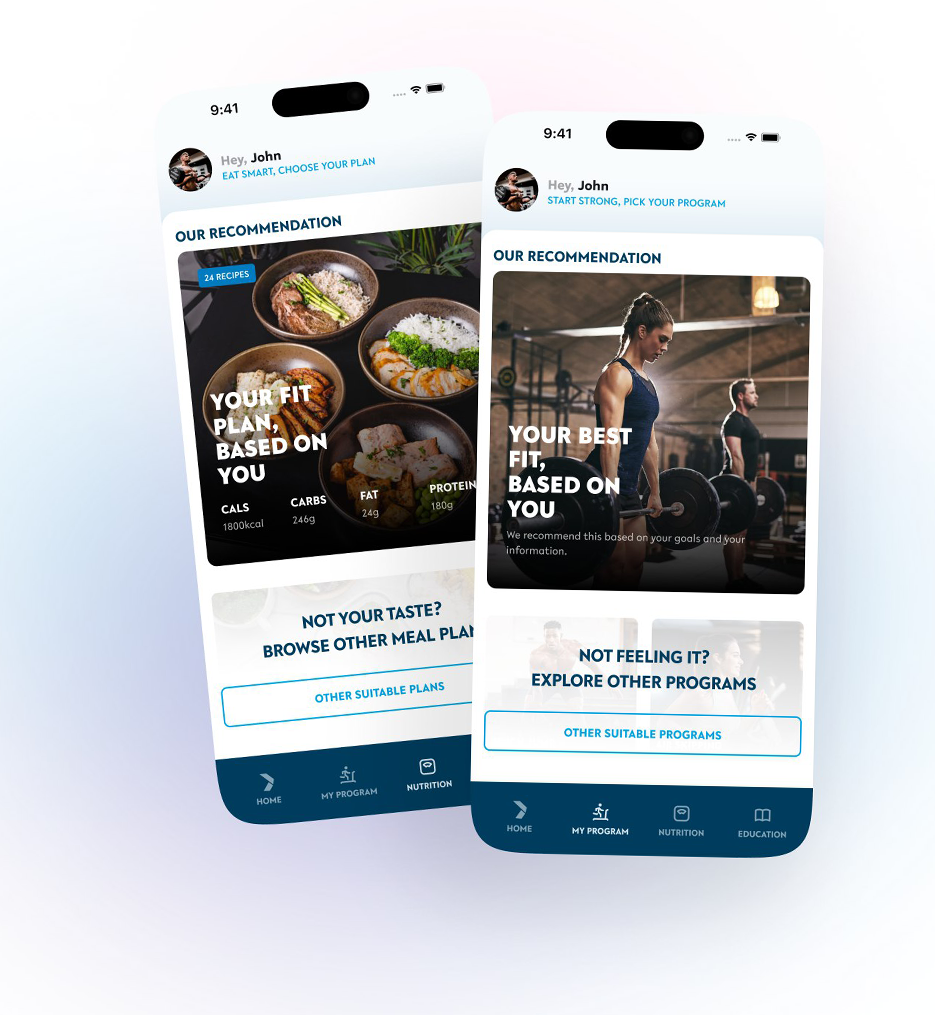 9:41
Hey, John
EAT SMART, CHOOSE YOUR PLAN
OUR RECOMMENDATION
24 RECIPES
YOUR FIT
PLAN,
BASED ON
YOU
CALS CARBS FAT PROTEIN
1800kcal 246g 24g 180g
NOT YOUR TASTE?
BROWSE OTHER MEAL PLAN
OTHER SUITABLE PLANS
HOME MY PROGRAM NUTRITION
9:41
Hey, John
START STRONG, PICK YOUR PROGRAM
OUR RECOMMENDATION
YOUR BEST
FIT,
BASED ON
YOU
We recommend this based on your goals and your
information.
NOT FEELING IT?
EXPLORE OTHER PROGRAMS
OTHER SUITABLE PROGRAMS
HOME MY PROGRAM NUTRITION EDUCATION